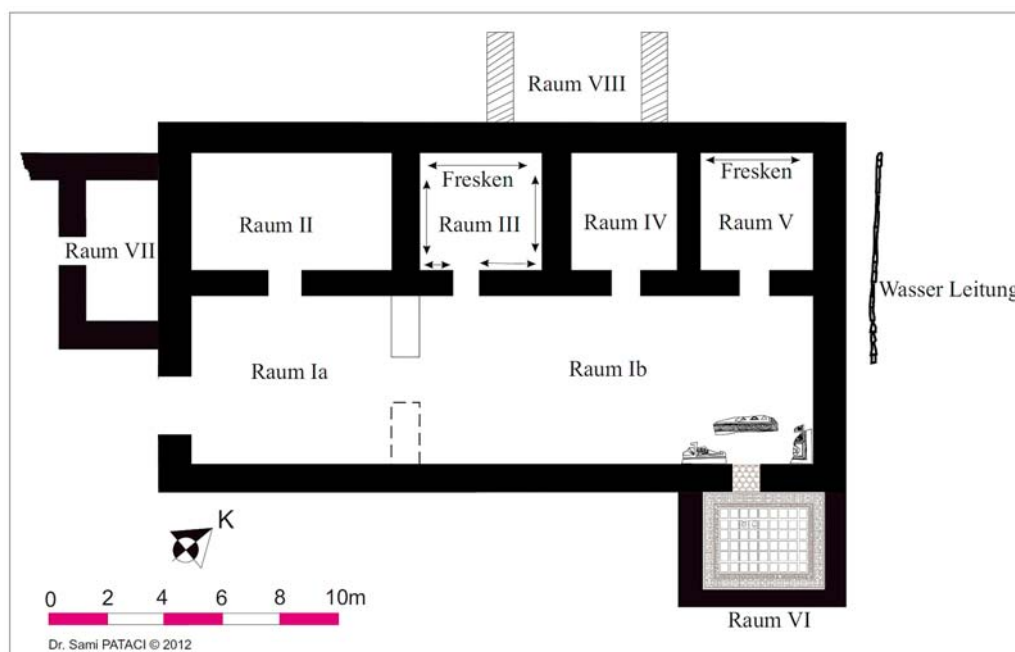 Raum VIII
Fresken
Fresken
Raum II
Raum III
Raum IV
Raum V
Raum VII
Wasser Leitung
Raum Ia
Raum Ib
K
0 2 4 6 8 10m
Raum VI
Dr. Sami PATACI © 2012